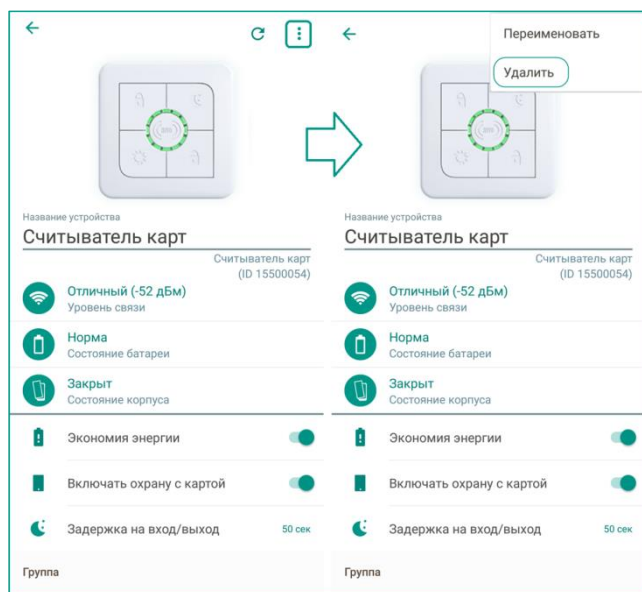 Название устройства
Считыватель карт
Считыватель карт
(ID 15500054)
Отличный (-52 дБм)
Уровень связи
Норма
Состояние батареи
Закрыт
Состояние корпуса
Экономия энергии
Включать охрану с картой
Задержка на вход/выход
50 сек
Группа
Переименовать
Удалить
Название устройства
Считыватель карт
Считыватель карт
(ID 15500054)
Отличный (-52 дБм)
Уровень связи
Норма
Состояние батареи
Закрыт
Состояние корпуса
Экономия энергии
Включать охрану с картой
Задержка на вход/выход
50 сек
Группа